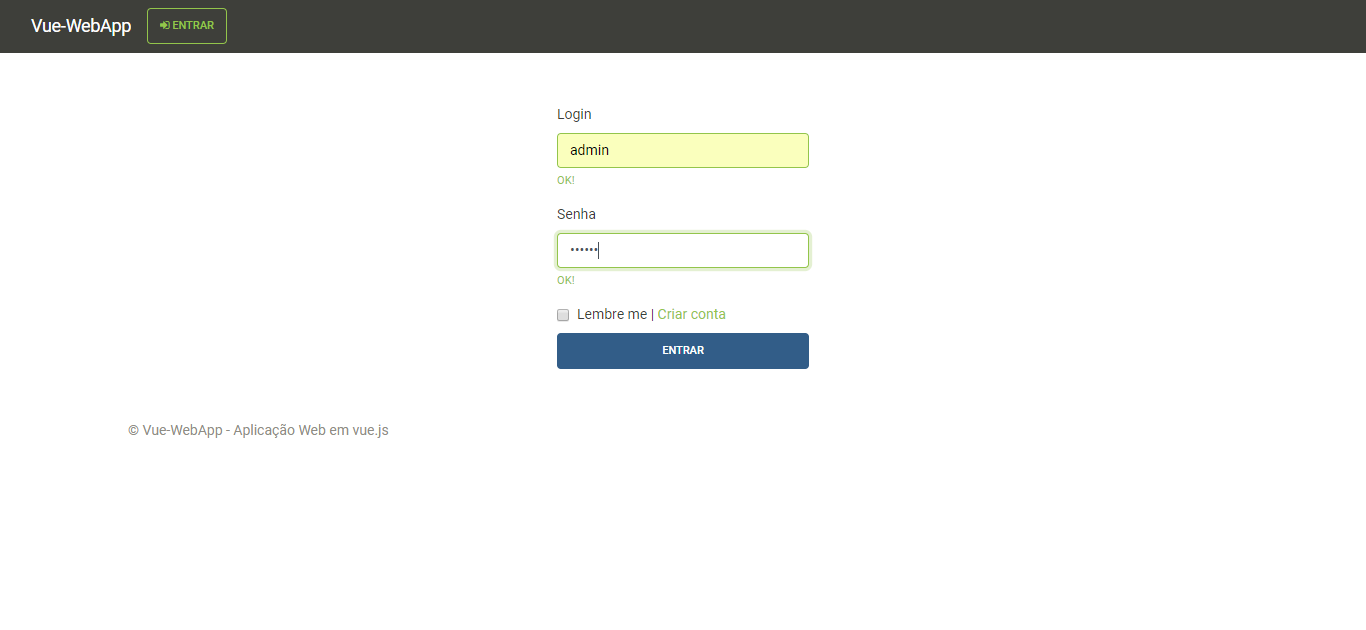 Vue-WebApp ENTRAR
Login
admin
OK!
Senha
••••••
OK!
Lembre me | Criar conta
ENTRAR
© Vue-WebApp - Aplicação Web em vue.js